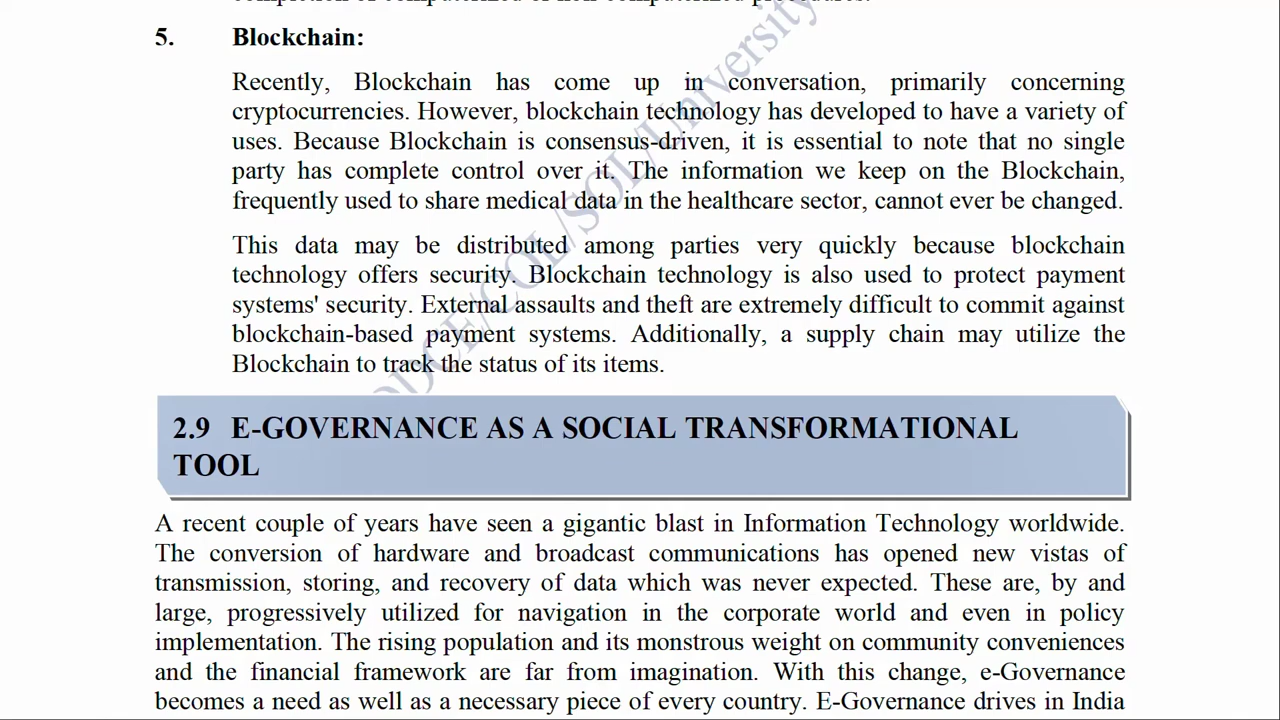 completion of computerized or non-computerized procedures.
5. Blockchain:
Recently, Blockchain has come up in conversation, primarily concerning
cryptocurrencies. However, blockchain technology has developed to have a variety of
uses. Because Blockchain is consensus-driven, it is essential to note that no single
party has complete control over it. The information we keep on the Blockchain,
frequently used to share medical data in the healthcare sector, cannot ever be changed.
This data may be distributed among parties very quickly because blockchain
technology offers security. Blockchain technology is also used to protect payment
systems' security. External assaults and theft are extremely difficult to commit against
blockchain-based payment systems. Additionally, a supply chain may utilize the
Blockchain to track the status of its items.
DDCE/COL/SOL/University
2.9 E-GOVERNANCE AS A SOCIAL TRANSFORMATIONAL
TOOL
A recent couple of years have seen a gigantic blast in Information Technology worldwide.
The conversion of hardware and broadcast communications has opened new vistas of
transmission, storing, and recovery of data which was never expected. These are, by and
large, progressively utilized for navigation in the corporate world and even in policy
implementation. The rising population and its monstrous weight on community conveniences
and the financial framework are far from imagination. With this change, e-Governance
becomes a need as well as a necessary piece of every country. E-Governance drives in India